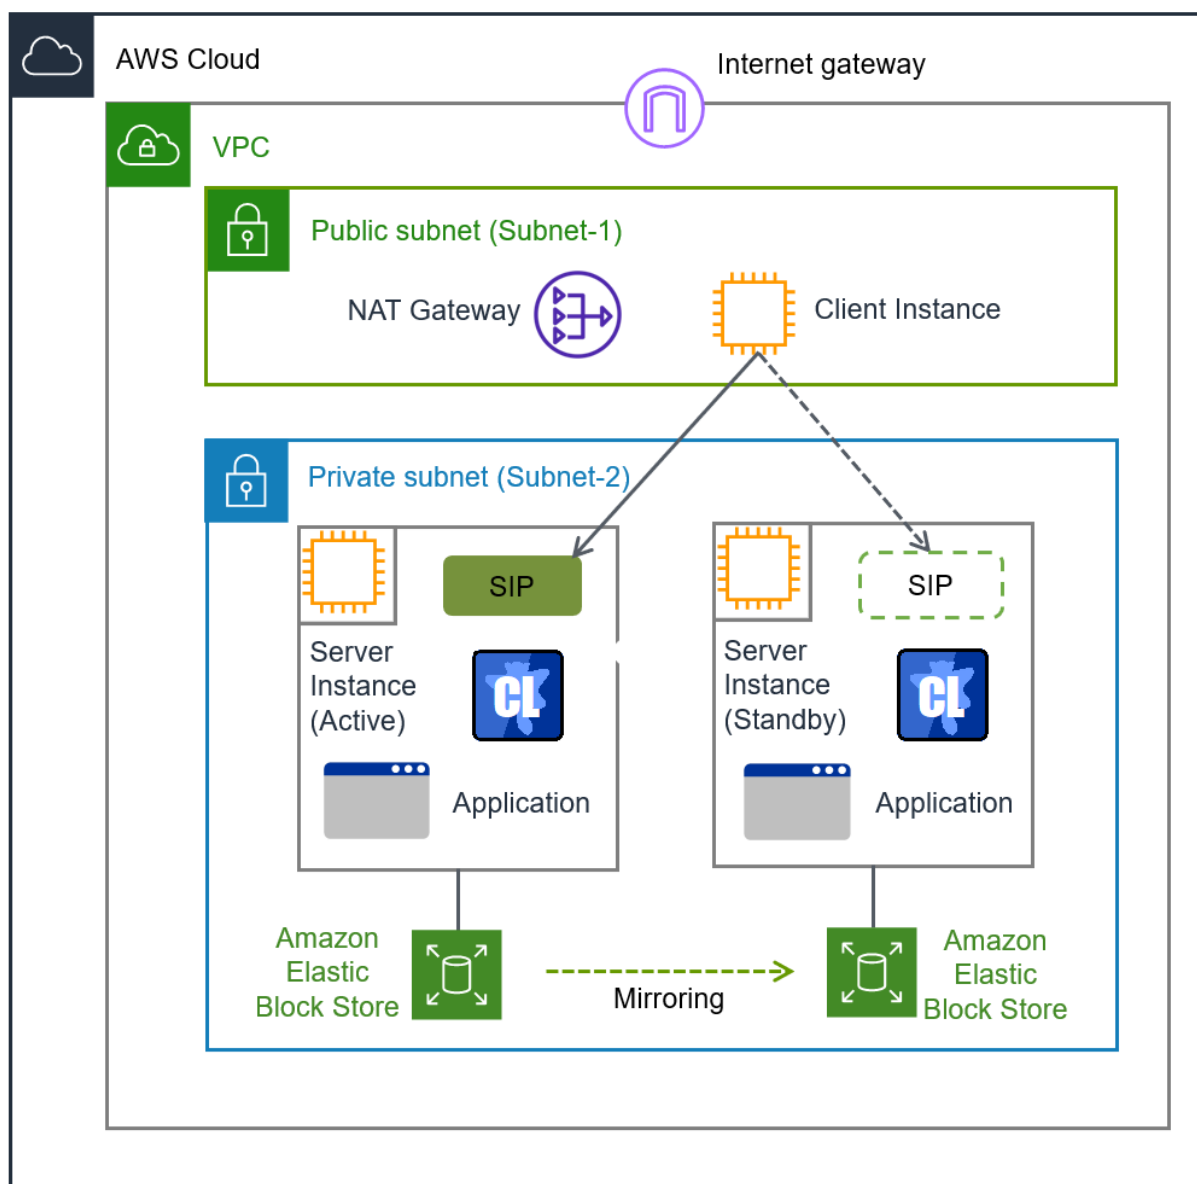 AWS Cloud
Internet gateway
VPC
Public subnet (Subnet-1)
NAT Gateway
Client Instance
Private subnet (Subnet-2)
SIP
SIP
Server
Instance
(Active)
CL
Server
Instance
(Standby)
CL
Application
Application
Amazon
Elastic
Block Store
Mirroring
Amazon
Elastic
Block Store